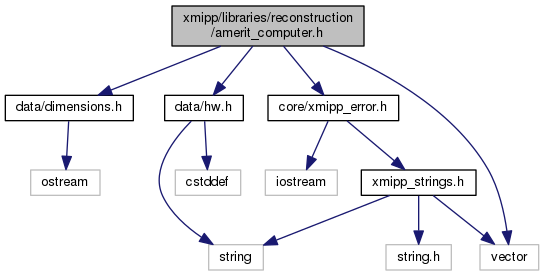 xmipp/libraries/reconstruction
/amerit_computer.h
data/dimensions.h
data/hw.h
core/xmipp_error.h
ostream
cstddef
iostream
xmipp_strings.h
string
string.h
vector